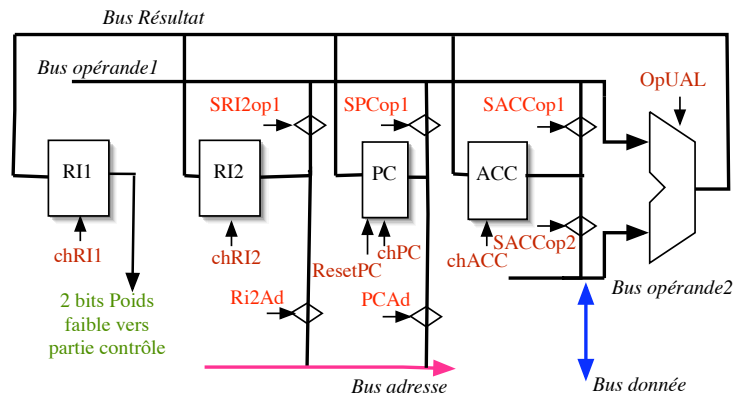 Bus Résultat
Bus opérande1
OpUAL
SRI2op1
SPCop1
SACCop1
RI1
RI2
PC
ACC
chRI1
chRI2
ResetPC
chPC
chACC
SACCop2
2 bits Poids
faible vers
partie contrôle
Ri2Ad
PCAd
Bus opérande2
Bus adresse
Bus donnée